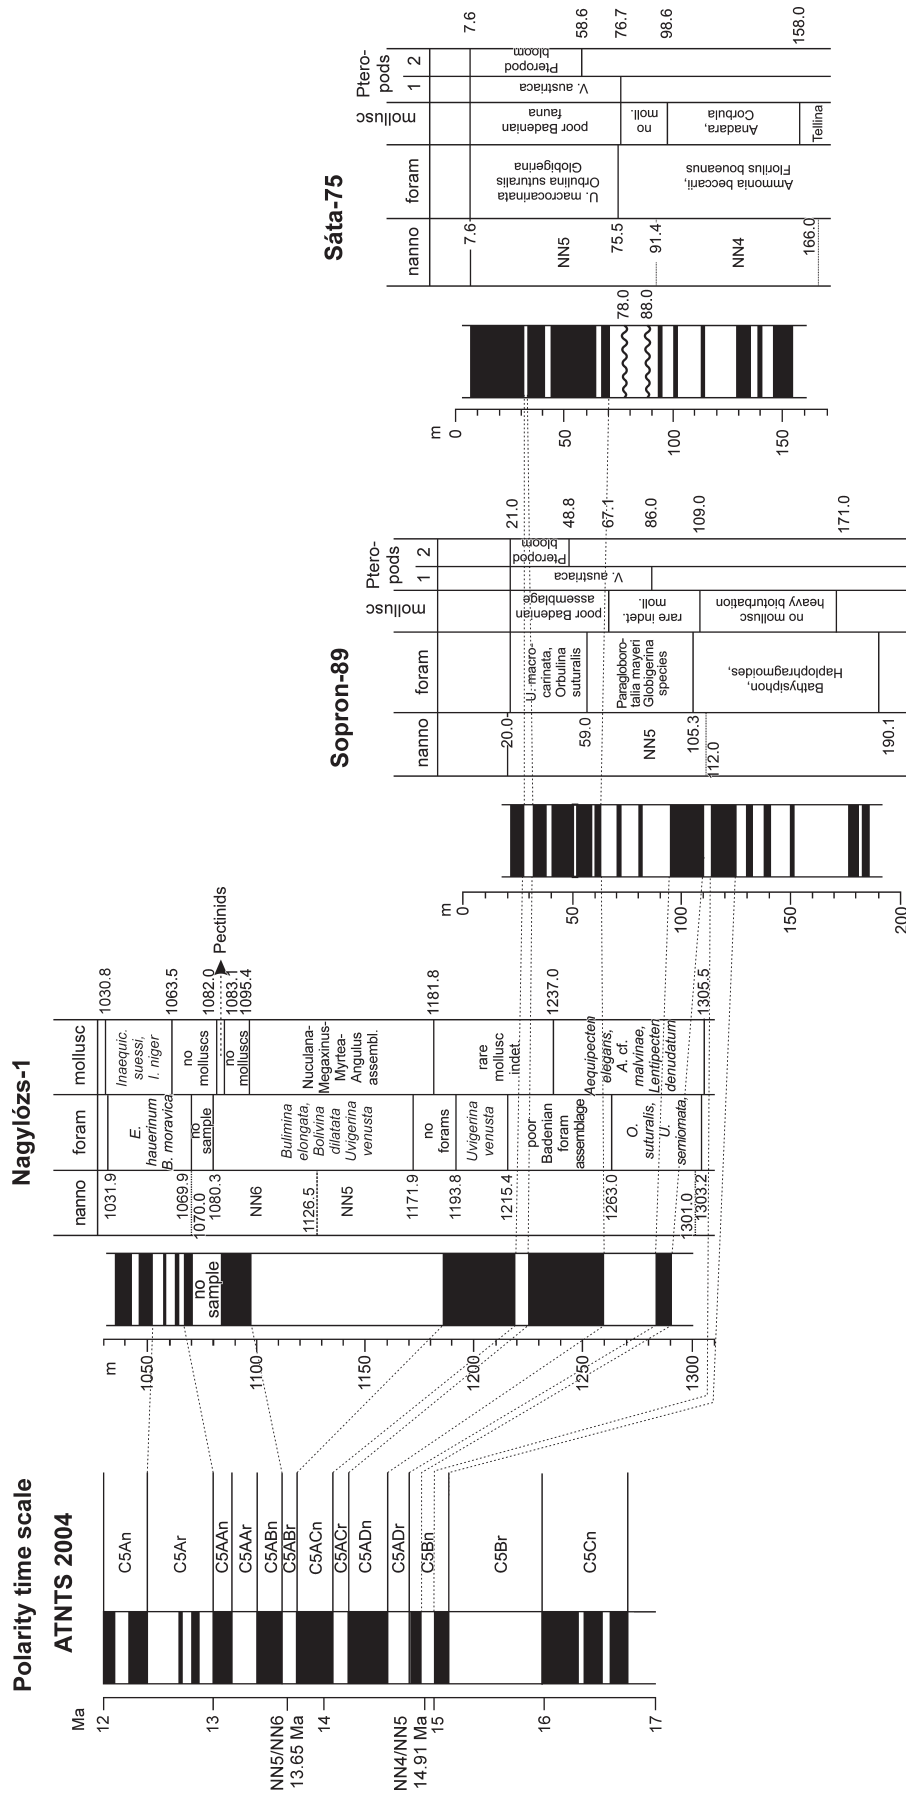 Polarity time scale
ATNTS 2004
Ma
12
13
NN5/NN6
13.65 Ma
14
NN4/NN5
14.91 Ma
15
16
17
C5An
C5Ar
C5AAn
C5AAr
C5ABn
C5ABr
C5ACn
C5ACr
C5ADn
C5ADr
C5Bn
C5Br
C5Cn
Nagylózs-1
m
1050
1100
1150
1200
1250
1300
no
sample
nanno
foram
mollusc
1031.9
1069.9
1070.0
1080.3
NN6
1126.5
NN5
1171.9
1193.8
1215.4
1263.0
1301.0
1303.2
E.
hauerinum
B. moravica
no
sample
Bulimina
elongata,
Bolivina
dilatata
Uvigerina
venusta
no
forams
Uvigerina
venusta
poor
Badenian
foram
assemblage
O.
suturalis,
U.
semiornata,
Inaequic.
suessi,
I. niger
no
molluscs
no
molluscs
Nuculana-
Megaxinus-
Myrtea-
Angulus
assembl.
rare
mollusc
indet.
Aequipecten
elegans,
A. cf.
malvinae,
Lentipecten
denudatum
1030.8
1063.5
1082.0
1083.1
1095.4
Pectinids
1181.8
1237.0
1305.5
Sopron-89
m
0
50
100
150
200
nanno
foram
mollusc
Ptero-
pods
1
2
20.0
59.0
NN5
105.3
112.0
190.1
U. macro-
carinata,
Orbulina
suturalis
Paragloboro-
talia mayeri
Globigerina
species
Bathysiphon,
Haplophragmoides,
poor Badenian
assemblage
rare indet.
moll.
no mollusc
heavy bioturbation
V. austriaca
Pteropod
bloom
21.0
48.8
67.1
86.0
109.0
171.0
Sáta-75
m
0
50
100
150
78.0
88.0
nanno
foram
mollusc
Ptero-
pods
1
2
7.6
NN5
75.5
91.4
NN4
166.0
U. macrocarinata
Orbulina suturalis
Globigerina
Ammonia beccarii,
Florilus boueanus
poor Badenian
fauna
no
moll.
Anadara,
Corbula
Tellina
V. austriaca
Pteropod
bloom
7.6
58.6
76.7
98.6
158.0